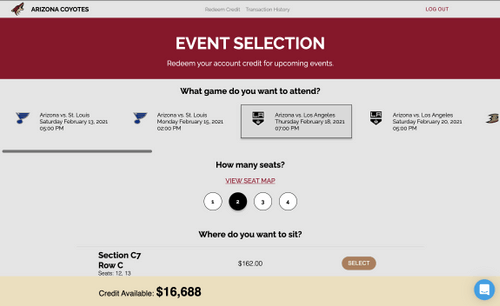 ARIZONA COYOTES
Redeem Credit Transaction History
LOG OUT
EVENT SELECTION
Redeem your account credit for upcoming events.
What game do you want to attend?
Arizona vs. St. Louis
Saturday February 13, 2021
05:00 PM
Arizona vs. St. Louis
Monday February 15, 2021
02:00 PM
LA
Arizona vs. Los Angeles
Thursday February 18, 2021
07:00 PM
LA
Arizona vs. Los Angeles
Saturday February 20, 2021
05:00 PM
How many seats?
VIEW SEAT MAP
1 2 3 4
Where do you want to sit?
Section C7
Row C
Seats: 12, 13
$162.00
SELECT
Credit Available: $16,688